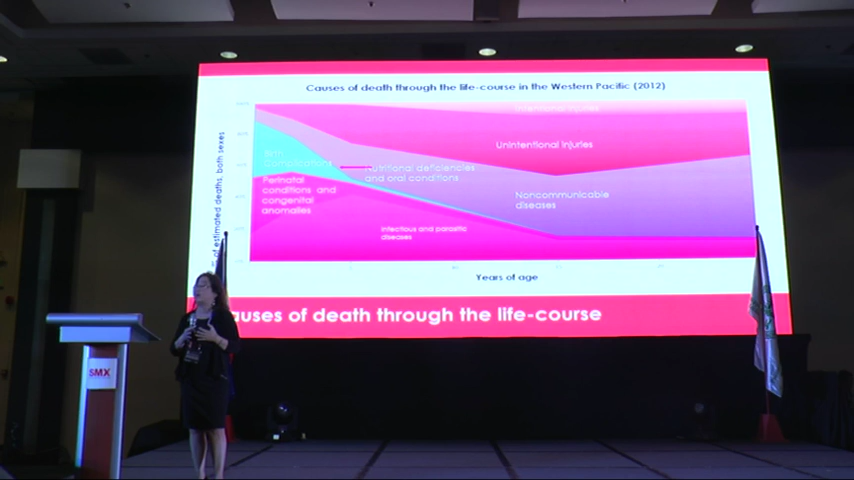 Causes of death through the life-course in the Western Pacific (2012)
Intentional injuries
Unintentional injuries
Birth
Complications
Nutritional deficiencies
and oral conditions
Perinatal
conditions and
congenital
anomalies
Noncommunicable
diseases
Infectious and parasitic
diseases
of estimated deaths, both sexes
Years of age
auses of death through the life-course
SMX